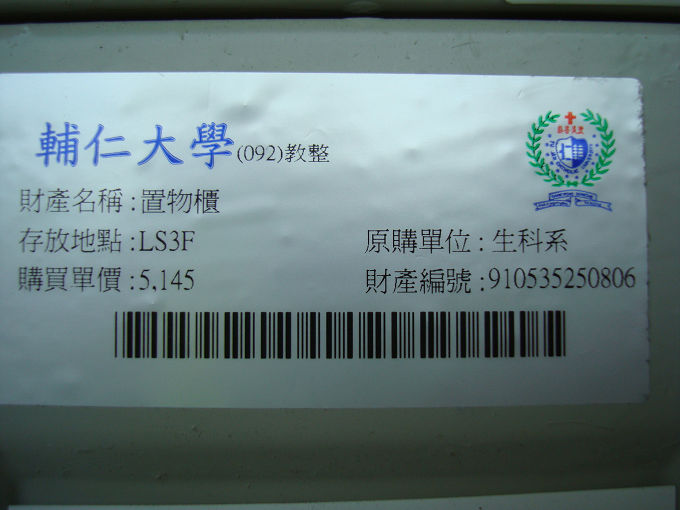 輔仁大學(092)教整
財產名稱:置物櫃
存放地點:LS3F 原購單位:生科系
購買單價:5,145 財產編號:910535250806